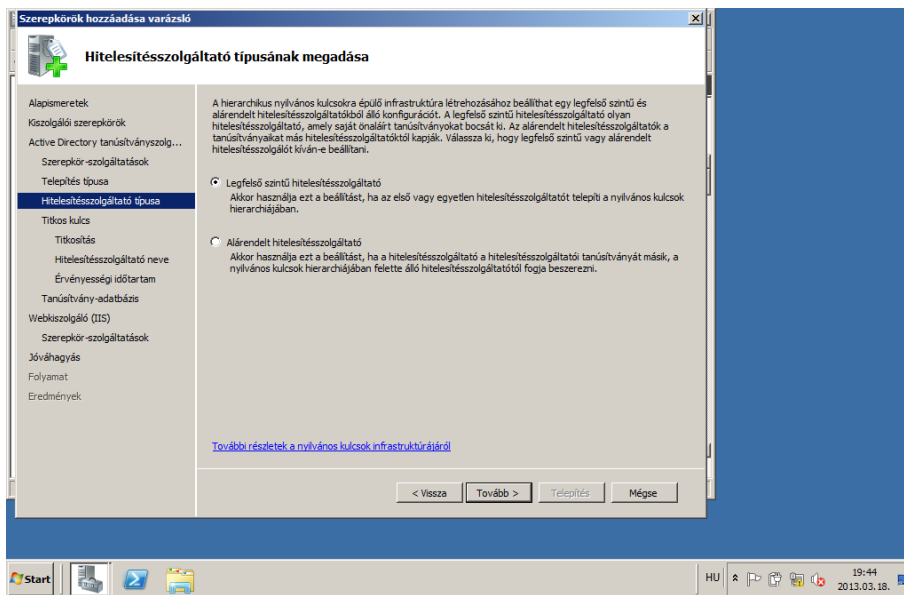 Szerepkörök hozzáadása varázsló
Hitelesítésszolgáltató típusának megadása
Alapismeretek
Kiszolgálói szerepkörök
Active Directory tanúsítványszolg...
Szerepkör-szolgáltatások
Telepítés típusa
Hitelesítésszolgáltató típusa
Titkos kulcs
Titkosítás
Hitelesítésszolgáltató neve
Érvényességi időtartam
Tanúsítvány-adatbázis
Webkiszolgáló (IIS)
Szerepkör-szolgáltatások
Jóváhagyás
Folyamat
Eredmények
A hierarchikus nyilvános kulcsokra épülő infrastruktúra létrehozásához beállíthat egy legfelső szintű és
alárendelt hitelesítésszolgáltatókból álló konfigurációt. A legfelső szintű hitelesítésszolgáltató olyan
hitelesítésszolgáltató, amely saját önaláírt tanúsítványokat bocsát ki. Az alárendelt hitelesítésszolgáltatók a
tanúsítványaikat más hitelesítésszolgáltatóktól kapják. Válassza ki, hogy legfelső szintű vagy alárendelt
hitelesítésszolgálót kíván-e beállítani.
Legfelső szintű hitelesítésszolgáltató
Akkor használja ezt a beállítást, ha az első vagy egyetlen hitelesítésszolgáltatót telepíti a nyilvános kulcsok
hierarchiájában.
Alárendelt hitelesítésszolgáltató
Akkor használja ezt a beállítást, ha a hitelesítésszolgáltató a hitelesítésszolgáltatói tanúsítványát másik, a
nyilvános kulcsok hierarchiájában felette álló hitelesítésszolgáltatótól fogja beszerezni.
További részletek a nyilvános kulcsok infrastruktúrájáról
< Vissza
Tovább >
Telepítés
Mégse
Start
HU
19:44
2013.03.18.